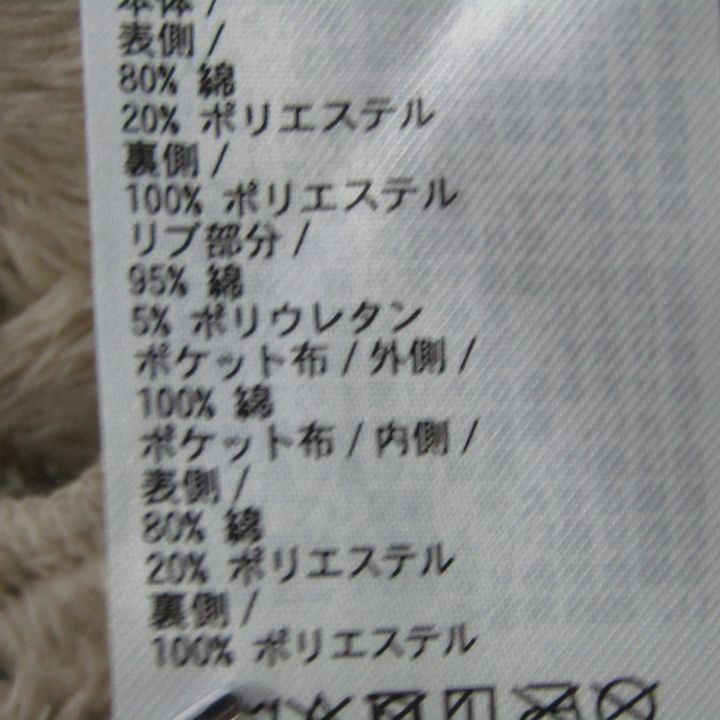 本体 /
表側 /
80% 綿
20% ポリエステル
裏側 /
100% ポリエステル
リブ部分 /
95% 綿
5% ポリウレタン
ポケット布 / 外側 /
100% 綿
ポケット布 / 内側 /
表側 /
80% 綿
20% ポリエステル
裏側 /
100% ポリエステル